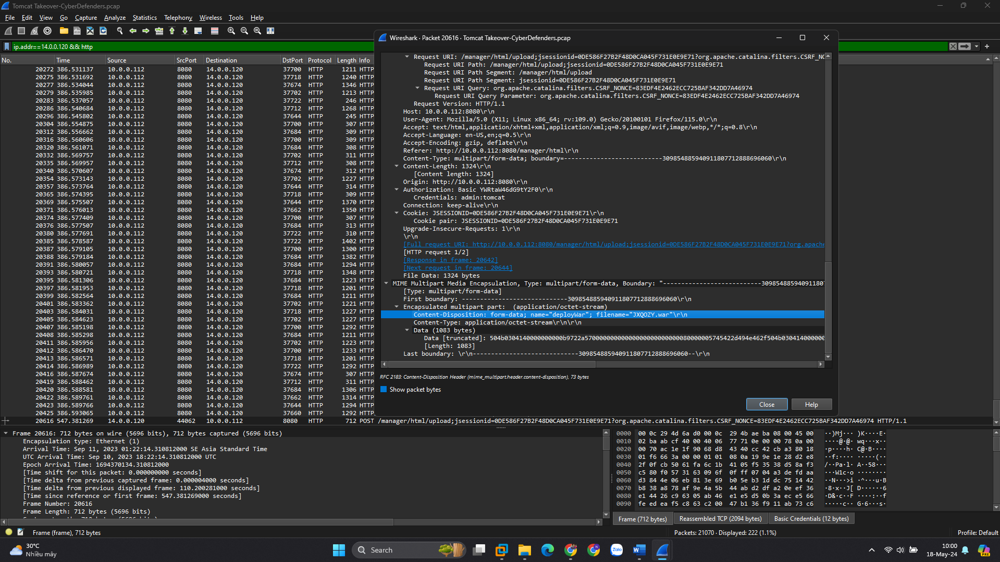 Tomcat Takeover-CyberDefenders.pcap
File Edit View Go Capture Analyze Statistics Telephony Wireless Tools Help
ip.addr==14.0.0.120 && http
No. Time Source SrcPort Destination DstPort Protocol Length Info
20272 386.531137 10.0.0.112 8080 14.0.0.120 37700 HTTP 1211 HTTP
20275 386.531692 10.0.0.112 8080 14.0.0.120 37718 HTTP 1240 HTTP
20277 386.534044 10.0.0.112 8080 14.0.0.120 37674 HTTP 1346 HTTP
20279 386.535985 10.0.0.112 8080 14.0.0.120 37702 HTTP 1213 HTTP
20283 386.537057 10.0.0.112 8080 14.0.0.120 37722 HTTP 246 HTTP
20286 386.540684 10.0.0.112 8080 14.0.0.120 37712 HTTP 1268 HTTP
20296 386.545802 10.0.0.112 8080 14.0.0.120 37644 HTTP 245 HTTP
20304 386.554875 10.0.0.112 8080 14.0.0.120 37700 HTTP 307 HTTP
20312 386.556662 10.0.0.112 8080 14.0.0.120 37684 HTTP 309 HTTP
20316 386.560606 10.0.0.112 8080 14.0.0.120 37700 HTTP 309 HTTP
20320 386.561071 10.0.0.112 8080 14.0.0.120 37684 HTTP 308 HTTP
20332 386.569757 10.0.0.112 8080 14.0.0.120 37702 HTTP 311 HTTP
20335 386.569957 10.0.0.112 8080 14.0.0.120 37712 HTTP 308 HTTP
20340 386.570607 10.0.0.112 8080 14.0.0.120 37674 HTTP 312 HTTP
20354 386.573143 10.0.0.112 8080 14.0.0.120 37702 HTTP 1227 HTTP
20357 386.573764 10.0.0.112 8080 14.0.0.120 37644 HTTP 314 HTTP
20365 386.574395 10.0.0.112 8080 14.0.0.120 37718 HTTP 309 HTTP
20369 386.575507 10.0.0.112 8080 14.0.0.120 37644 HTTP 1370 HTTP
20371 386.576013 10.0.0.112 8080 14.0.0.120 37662 HTTP 1350 HTTP
20374 386.577409 10.0.0.112 8080 14.0.0.120 37700 HTTP 307 HTTP
20376 386.577507 10.0.0.112 8080 14.0.0.120 37684 HTTP 313 HTTP
20380 386.577691 10.0.0.112 8080 14.0.0.120 37722 HTTP 310 HTTP
20385 386.578587 10.0.0.112 8080 14.0.0.120 37722 HTTP 1402 HTTP
20387 386.579105 10.0.0.112 8080 14.0.0.120 37700 HTTP 1300 HTTP
20388 386.579184 10.0.0.112 8080 14.0.0.120 37684 HTTP 1382 HTTP
20391 386.580057 10.0.0.112 8080 14.0.0.120 37684 HTTP 1294 HTTP
20393 386.580721 10.0.0.112 8080 14.0.0.120 37718 HTTP 1348 HTTP
20395 386.581306 10.0.0.112 8080 14.0.0.120 37684 HTTP 1223 HTTP
20397 386.581953 10.0.0.112 8080 14.0.0.120 37718 HTTP 1201 HTTP
20399 386.582564 10.0.0.112 8080 14.0.0.120 37684 HTTP 1211 HTTP
20401 386.583362 10.0.0.112 8080 14.0.0.120 37702 HTTP 1221 HTTP
20403 386.584031 10.0.0.112 8080 14.0.0.120 37718 HTTP 1227 HTTP
20405 386.584623 10.0.0.112 8080 14.0.0.120 37702 HTTP 1227 HTTP
20407 386.585198 10.0.0.112 8080 14.0.0.120 37700 HTTP 1292 HTTP
20408 386.585298 10.0.0.112 8080 14.0.0.120 37684 HTTP 1211 HTTP
20411 386.585956 10.0.0.112 8080 14.0.0.120 37702 HTTP 1223 HTTP
20412 386.586470 10.0.0.112 8080 14.0.0.120 37700 HTTP 1233 HTTP
20413 386.586571 10.0.0.112 8080 14.0.0.120 37718 HTTP 1201 HTTP
20414 386.586989 10.0.0.112 8080 14.0.0.120 37722 HTTP 1292 HTTP
20416 386.587674 10.0.0.112 8080 14.0.0.120 37674 HTTP 307 HTTP
20419 386.588462 10.0.0.112 8080 14.0.0.120 37712 HTTP 311 HTTP
20420 386.588581 10.0.0.112 8080 14.0.0.120 37684 HTTP 1306 HTTP
20422 386.589761 10.0.0.112 8080 14.0.0.120 37662 HTTP 1314 HTTP
20423 386.589766 10.0.0.112 8080 14.0.0.120 37644 HTTP 1294 HTTP
20425 386.593065 10.0.0.112 8080 14.0.0.120 37660 HTTP 1292 HTTP
20616 547.381269 14.0.0.120 44062 10.0.0.112 8080 HTTP 712 POST /manager/html/upload;jsessionid=0DE586F27B2F48D0CA045F731E0E9E71?org.apache.catalina.filters.CSRF_NONCE=83EDF4E2462ECC725BAF342DD7A46974 HTTP/1.1
Wireshark · Packet 20616 · Tomcat Takeover-CyberDefenders.pcap
Request URI: /manager/html/upload;jsessionid=0DE586F27B2F48D0CA045F731E0E9E71?org.apache.catalina.filters.CSRF_NC
Request URI Path: /manager/html/upload;jsessionid=0DE586F27B2F48D0CA045F731E0E9E71
Request URI Path Segment: /manager/html/upload
Request URI Path Segment: jsessionid=0DE586F27B2F48D0CA045F731E0E9E71
Request URI Query: org.apache.catalina.filters.CSRF_NONCE=83EDF4E2462ECC725BAF342DD7A46974
Request URI Query Parameter: org.apache.catalina.filters.CSRF_NONCE=83EDF4E2462ECC725BAF342DD7A46974
Request Version: HTTP/1.1
Host: 10.0.0.112:8080\r\n
User-Agent: Mozilla/5.0 (X11; Linux x86_64; rv:109.0) Gecko/20100101 Firefox/115.0\r\n
Accept: text/html,application/xhtml+xml,application/xml;q=0.9,image/avif,image/webp,*/*;q=0.8\r\n
Accept-Language: en-US,en;q=0.5\r\n
Accept-Encoding: gzip, deflate\r\n
Referer: http://10.0.0.112:8080/manager/html\r\n
Content-Type: multipart/form-data; boundary=---------------------------309854885940911807712888696060\r\n
Content-Length: 1324\r\n
[Content length: 1324]
Origin: http://10.0.0.112:8080\r\n
Authorization: Basic YWRtaW46dG9tY2F0\r\n
Credentials: admin:tomcat
Connection: keep-alive\r\n
Cookie: JSESSIONID=0DE586F27B2F48D0CA045F731E0E9E71\r\n
Cookie pair: JSESSIONID=0DE586F27B2F48D0CA045F731E0E9E71
Upgrade-Insecure-Requests: 1\r\n
\r\n
[Full request URI: http://10.0.0.112:8080/manager/html/upload;jsessionid=0DE586F27B2F48D0CA045F731E0E9E71?org.apache
[HTTP request 1/2]
[Response in frame: 20642]
[Next request in frame: 20644]
File Data: 1324 bytes
MIME Multipart Media Encapsulation, Type: multipart/form-data, Boundary: "---------------------------3098548859409118077
[Type: multipart/form-data]
First boundary: -----------------------------309854885940911807712888696060\r\n
Encapsulated multipart part:  (application/octet-stream)
Content-Disposition: form-data; name="deployWar"; filename="JXQOZY.war"\r\n
Content-Type: application/octet-stream\r\n\r\n
Data (1083 bytes)
[Length: 1083]
Last boundary: \r\n-----------------------------309854885940911807712888696060--\r\n
RFC 2183: Content-Disposition Header (mime_multipart.header.content-disposition), 73 bytes
Show packet bytes
Close Help
Frame 20616: 712 bytes on wire (5696 bits), 712 bytes captured (5696 bits)
Encapsulation type: Ethernet (1)
Arrival Time: Sep 11, 2023 01:22:14.310812000 SE Asia Standard Time
UTC Arrival Time: Sep 10, 2023 18:22:14.310812000 UTC
Epoch Arrival Time: 1694370134.310812000
[Time shift for this packet: 0.000000000 seconds]
[Time delta from previous captured frame: 0.000004000 seconds]
[Time delta from previous displayed frame: 110.200281000 seconds]
[Time since reference or first frame: 547.381269000 seconds]
Frame Number: 20616
Frame Length: 712 bytes (5696 bits)
0000 00 0c 29 4d 6a d0 00 0c 29 4b ae ba 08 00 45 00 ··)Mj··· )K····E·
0010 02 ba ab cf 40 00 40 06 77 71 0e 00 00 78 0a 00 ····@·@· wq···x··
0020 00 70 ac 1e 1f 90 68 d8 43 40 cc 42 cb a3 80 18 ·p····h· C@·B····
0030 01 f6 66 3a 00 00 01 01 08 0a 19 9e 1e 28 d2 e8 ··f:···· ·····(··
0040 2f 0f cb 50 61 fa 6c 1b 41 05 f5 35 38 d5 8a f3 /··Pa·l· A··58···
0050 c5 80 f0 57 31 63 09 6f 0f ff 07 04 a3 de fd aa ···W1c·o ········
0060 d3 84 4e 06 eb 81 3e 69 b0 5e b3 1d dc 75 14 42 ··N···>i ·^···u·B
0070 b8 38 a8 78 af 9e 4a 5b 44 ab d2 df a2 0e ef 36 ·8·x··J[ D······6
0080 e1 44 26 c9 63 05 ab 46 e1 e5 d5 0b 3a ec e5 66 ·D&·c··F ····:··f
0090 fe ed ea f5 c8 63 c2 00 47 b1 36 f9 11 ab 73 c6 ·····c·· G·6···s·
Frame (712 bytes) Reassembled TCP (2094 bytes) Basic Credentials (12 bytes)
Frame (frame), 712 bytes Packets: 21070 · Displayed: 222 (1.1%) Profile: Default
30°C
Nhiều mây
Search
Zalo
PRE
10:00
18-May-24